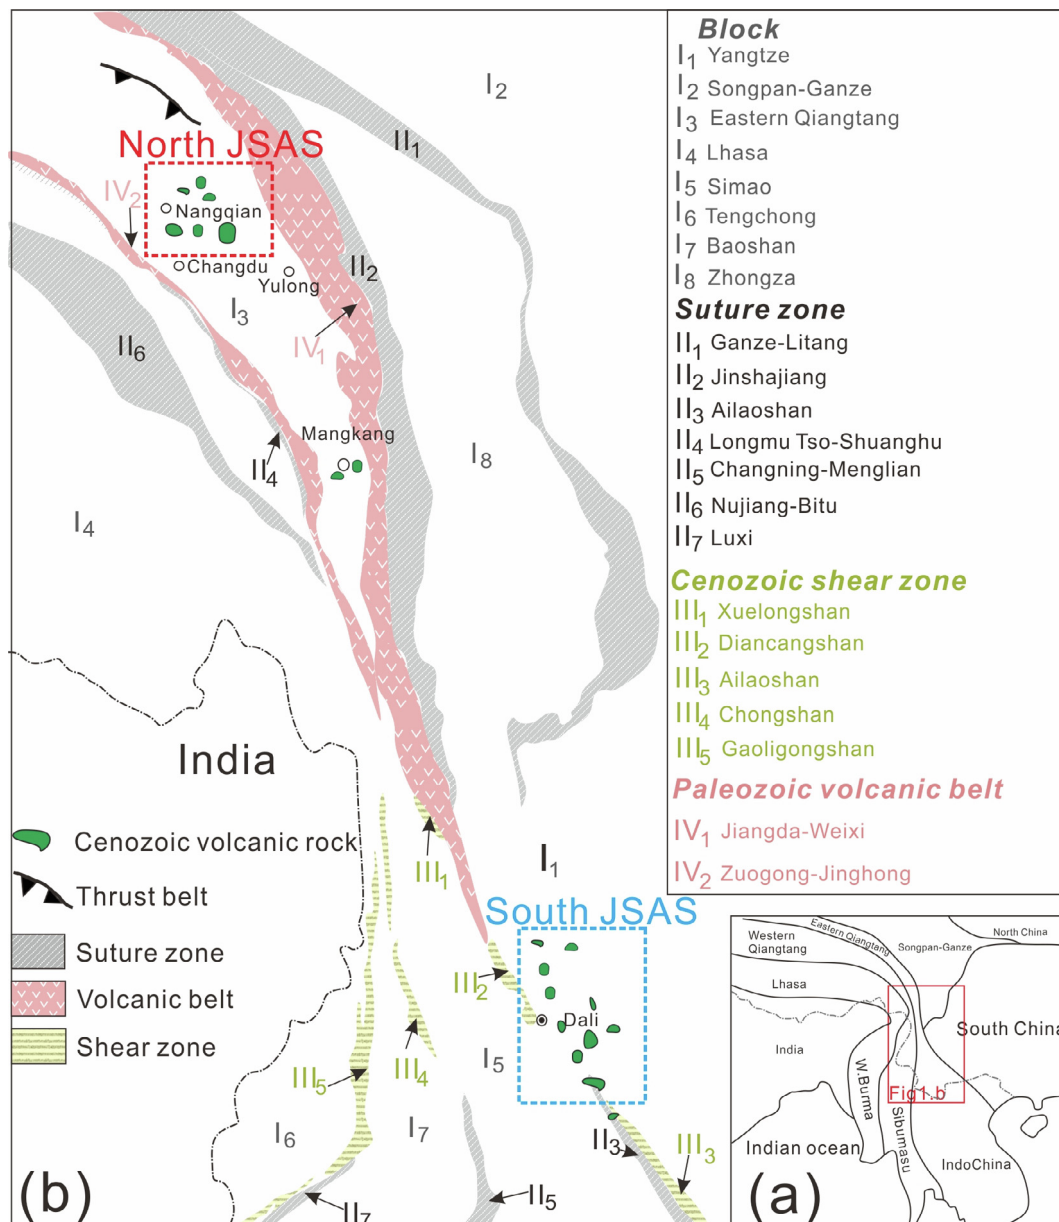 I2
II1
North JSAS
IV2
Nangqian
Changdu
Yulong
II2
I3
IV1
II6
Mangkang
II4
I8
I4
India
Cenozoic volcanic rock
Thrust belt
Suture zone
Volcanic belt
Shear zone
III1
I1
South JSAS
III2
Dali
III5
III4
I5
I6
I7
II3
III3
II5
II7
(b)
Block
I1 Yangtze
I2 Songpan-Ganze
I3 Eastern Qiangtang
I4 Lhasa
I5 Simao
I6 Tengchong
I7 Baoshan
I8 Zhongza
Suture zone
II1 Ganze-Litang
II2 Jinshajiang
II3 Ailaoshan
II4 Longmu Tso-Shuanghu
II5 Changning-Menglian
II6 Nujiang-Bitu
II7 Luxi
Cenozoic shear zone
III1 Xuelongshan
III2 Diancangshan
III3 Ailaoshan
III4 Chongshan
III5 Gaoligongshan
Paleozoic volcanic belt
IV1 Jiangda-Weixi
IV2 Zuogong-Jinghong
Western
Qiangtang
Eastern Qiangtang
Songpan-Ganze
North China
Lhasa
South China
India
W.Burma
Fig1.b
Sibumasu
Indian ocean
IndoChina
(a)